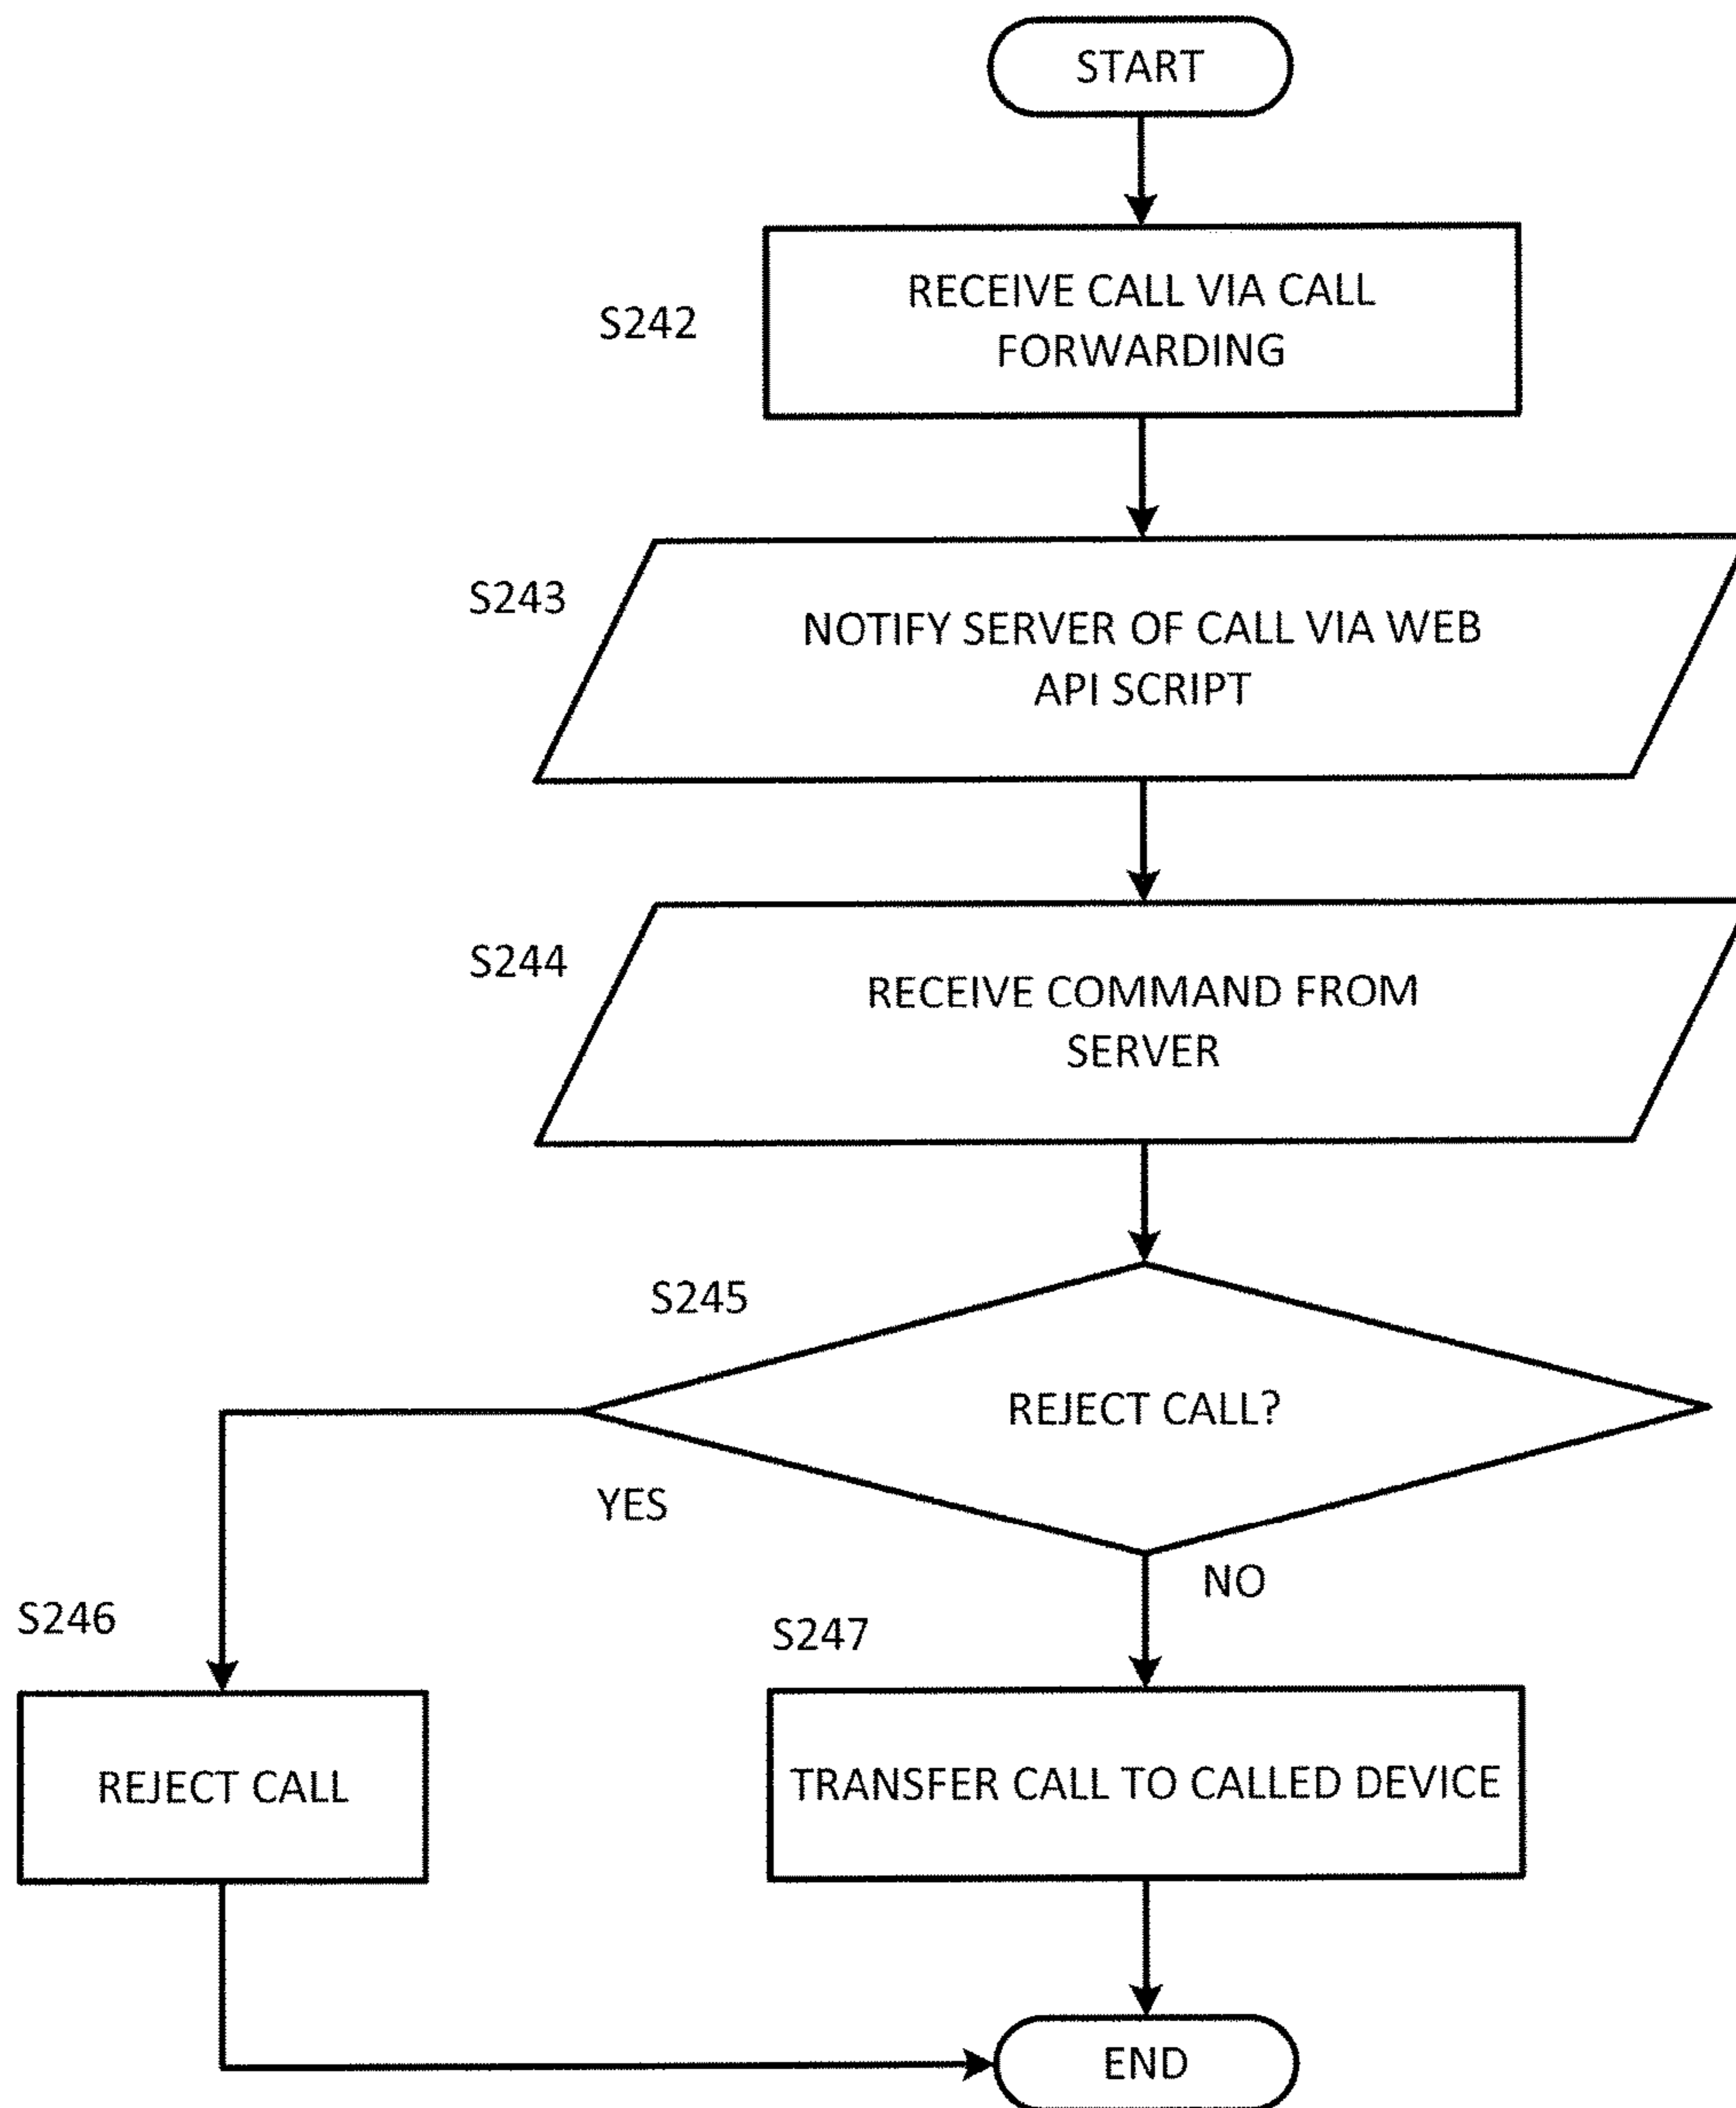 START
S242
RECEIVE CALL VIA CALL
FORWARDING
S243
NOTIFY SERVER OF CALL VIA WEB
API SCRIPT
S244
RECEIVE COMMAND FROM
SERVER
S245
REJECT CALL?
YES
NO
S246
S247
REJECT CALL
TRANSFER CALL TO CALLED DEVICE
END